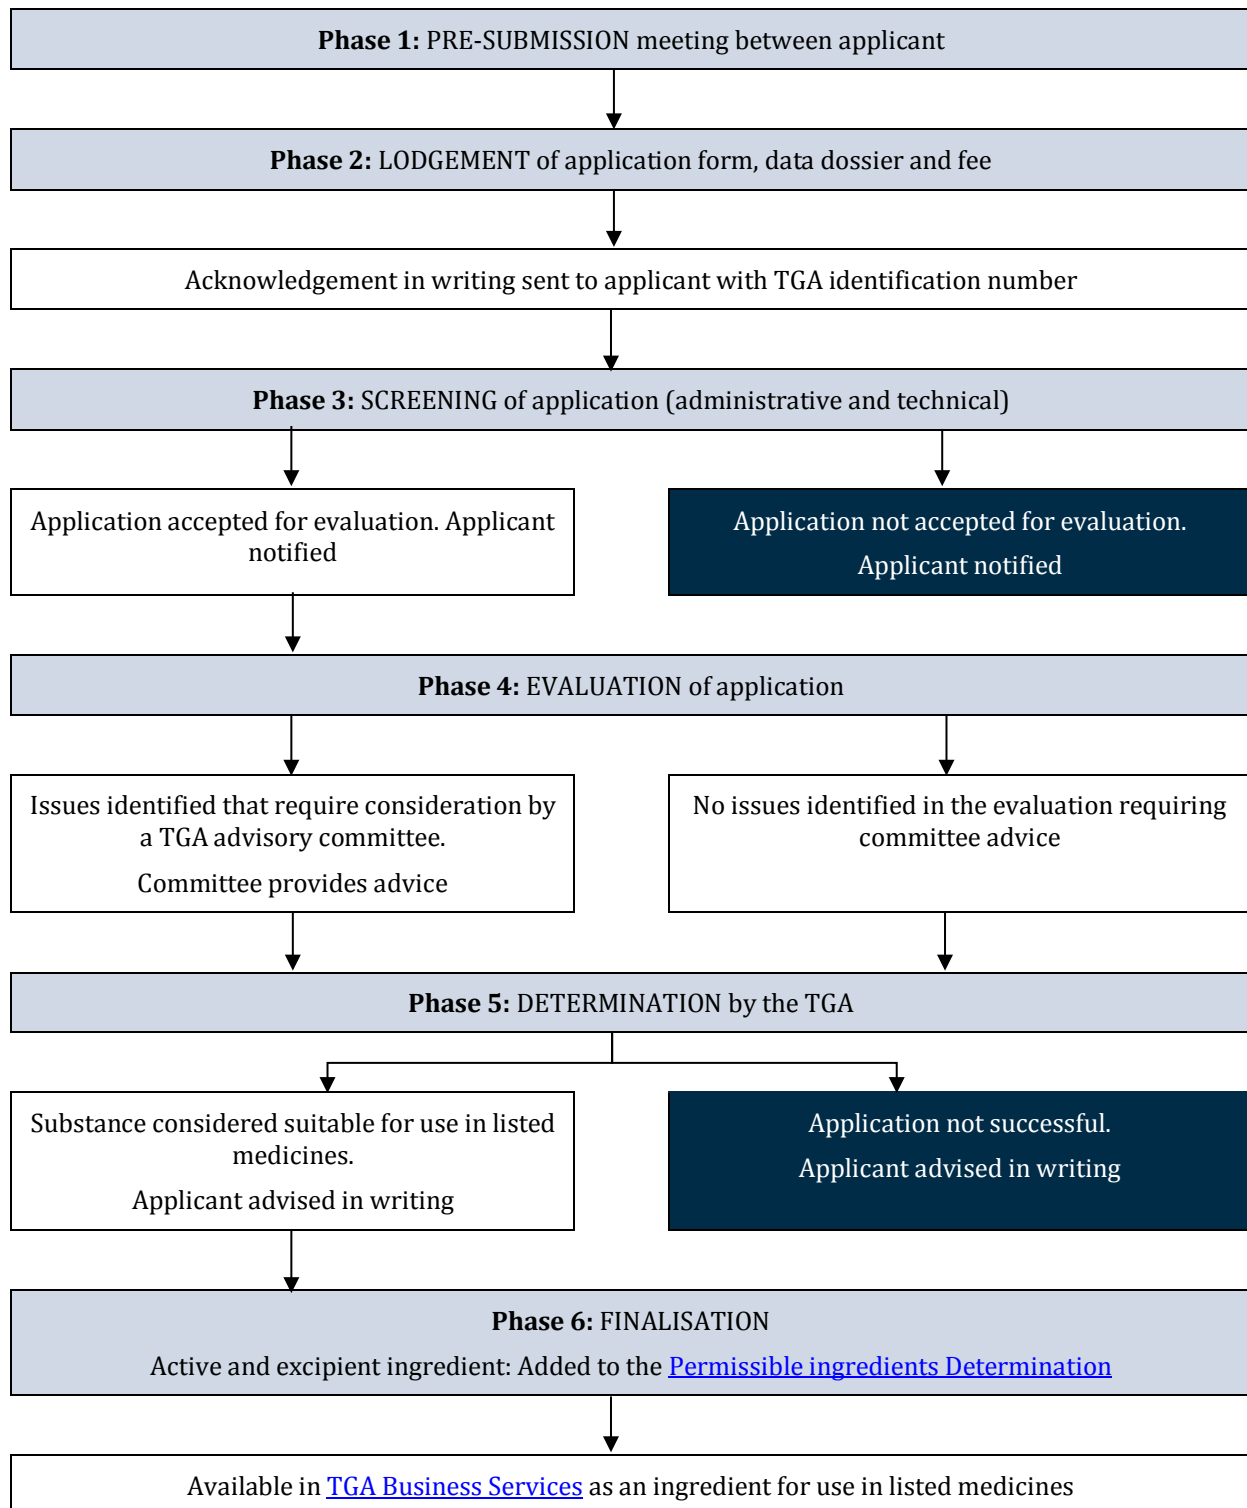 Phase 1: PRE-SUBMISSION meeting between applicant
Phase 2: LODGEMENT of application form, data dossier and fee
Acknowledgement in writing sent to applicant with TGA identification number
Phase 3: SCREENING of application (administrative and technical)
Application accepted for evaluation. Applicant
notified
Application not accepted for evaluation.
Applicant notified
Phase 4: EVALUATION of application
Issues identified that require consideration by
a TGA advisory committee.
Committee provides advice
No issues identified in the evaluation requiring
committee advice
Phase 5: DETERMINATION by the TGA
Substance considered suitable for use in listed
medicines.
Applicant advised in writing
Application not successful.
Applicant advised in writing
Phase 6: FINALISATION
Active and excipient ingredient: Added to the Permissible ingredients Determination
Available in TGA Business Services as an ingredient for use in listed medicines